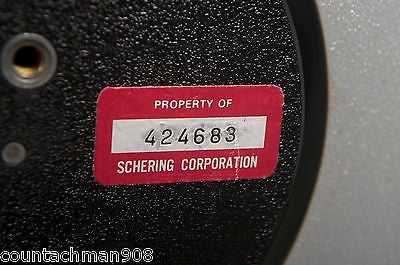 PROPERTY OF
424683
SCHERING CORPORATION
countachman908